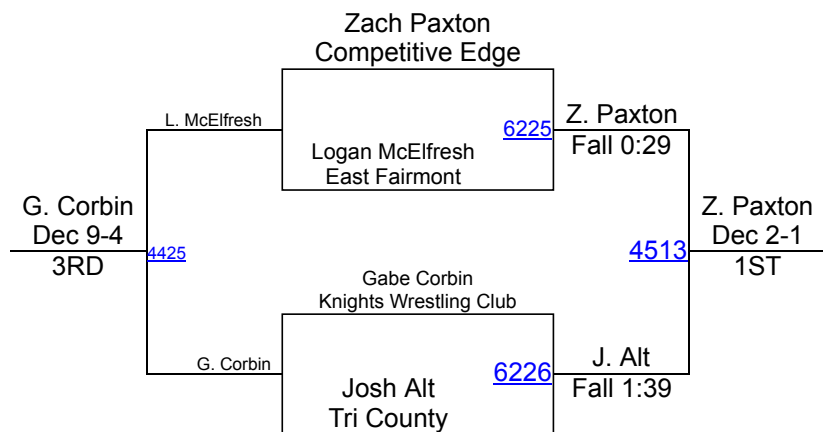 Zach Paxton
Competitive Edge
L. McElfresh
6225
Z. Paxton
Fall 0:29
Logan McElfresh
East Fairmont
G. Corbin
Dec 9-4
3RD
4425
4513
Z. Paxton
Dec 2-1
1ST
Gabe Corbin
Knights Wrestling Club
G. Corbin
6226
J. Alt
Fall 1:39
Josh Alt
Tri County